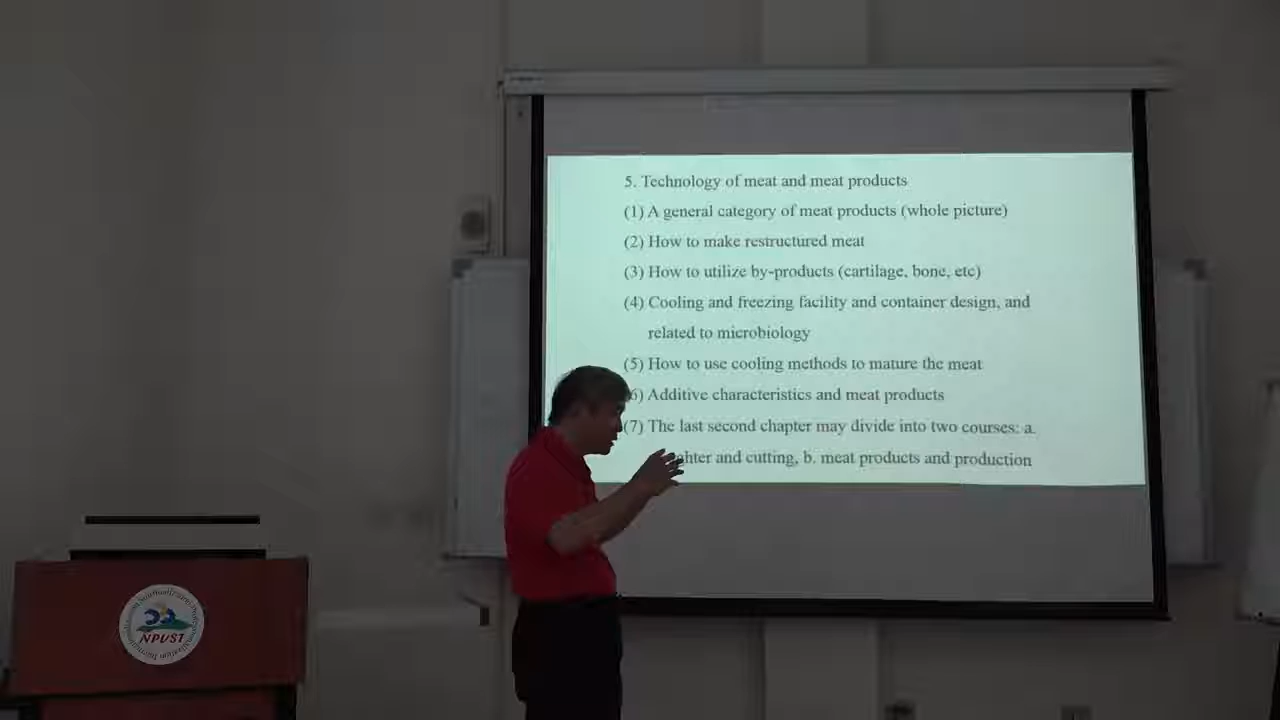 5. Technology of meat and meat products
(1) A general category of meat products (whole picture)
(2) How to make restructured meat
(3) How to utilize by-products (cartilage, bone, etc)
(4) Cooling and freezing facility and container design, and
related to microbiology
(5) How to use cooling methods to mature the meat
6) Additive characteristics and meat products
(7) The last second chapter may divide into two courses: a.
and cutting, b. meat products and production
NPUST